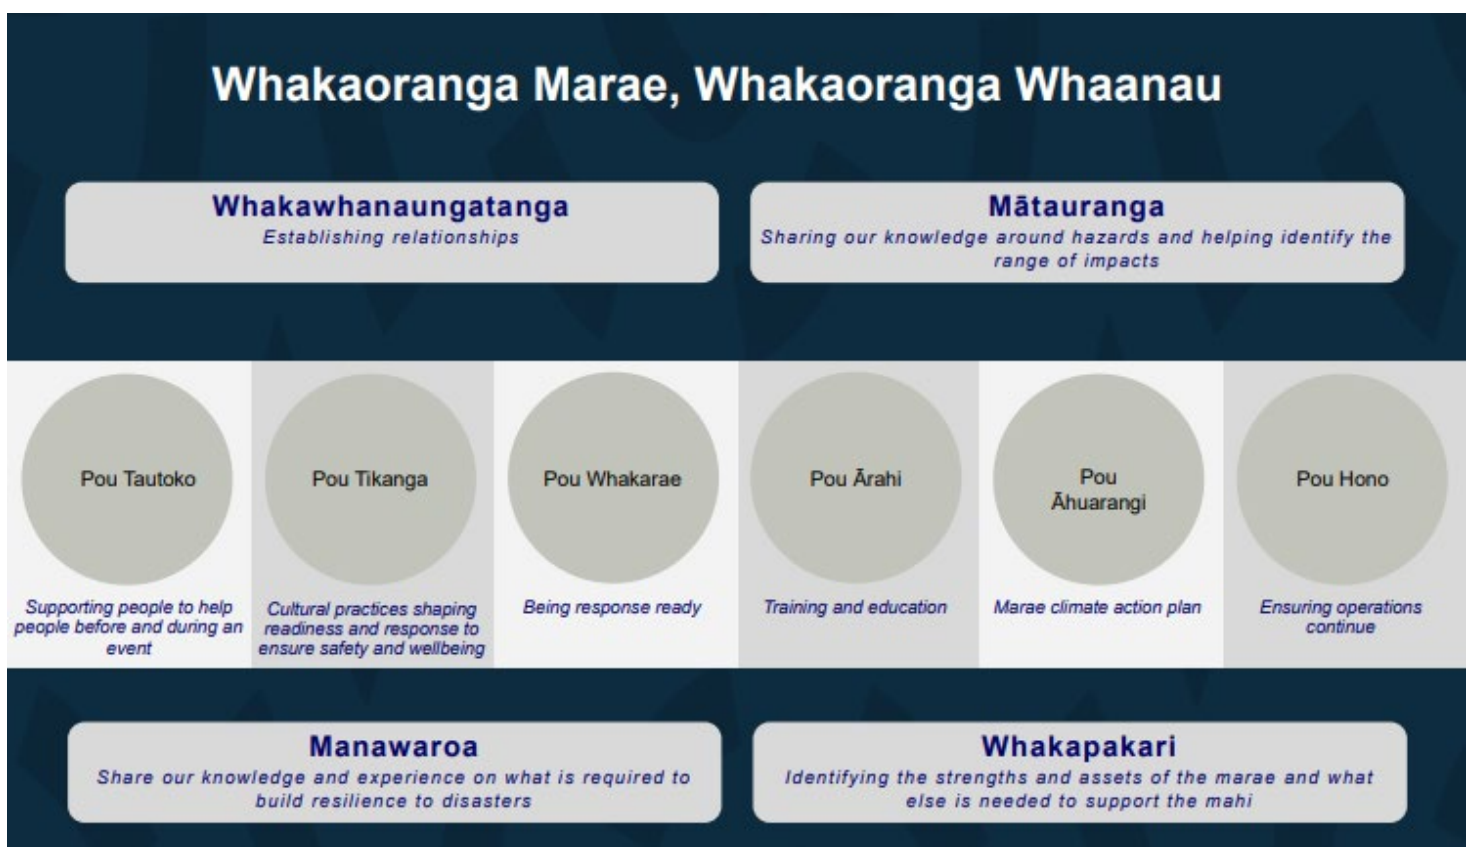 Whakaoranga Marae, Whakaoranga Whaanau
Whakawhanaungatanga
Establishing relationships
Mātauranga
Sharing our knowledge around hazards and helping identify the
range of impacts
Pou Tautoko
Supporting people to help
people before and during an
event
Pou Tikanga
Cultural practices shaping
readiness and response to
ensure safety and wellbeing
Pou Whakarae
Being response ready
Pou Ārahi
Training and education
Pou
Āhuarangi
Marae climate action plan
Pou Hono
Ensuring operations
continue
Manawaroa
Share our knowledge and experience on what is required to
build resilience to disasters
Whakapakari
Identifying the strengths and assets of the marae and what
else is needed to support the mahi